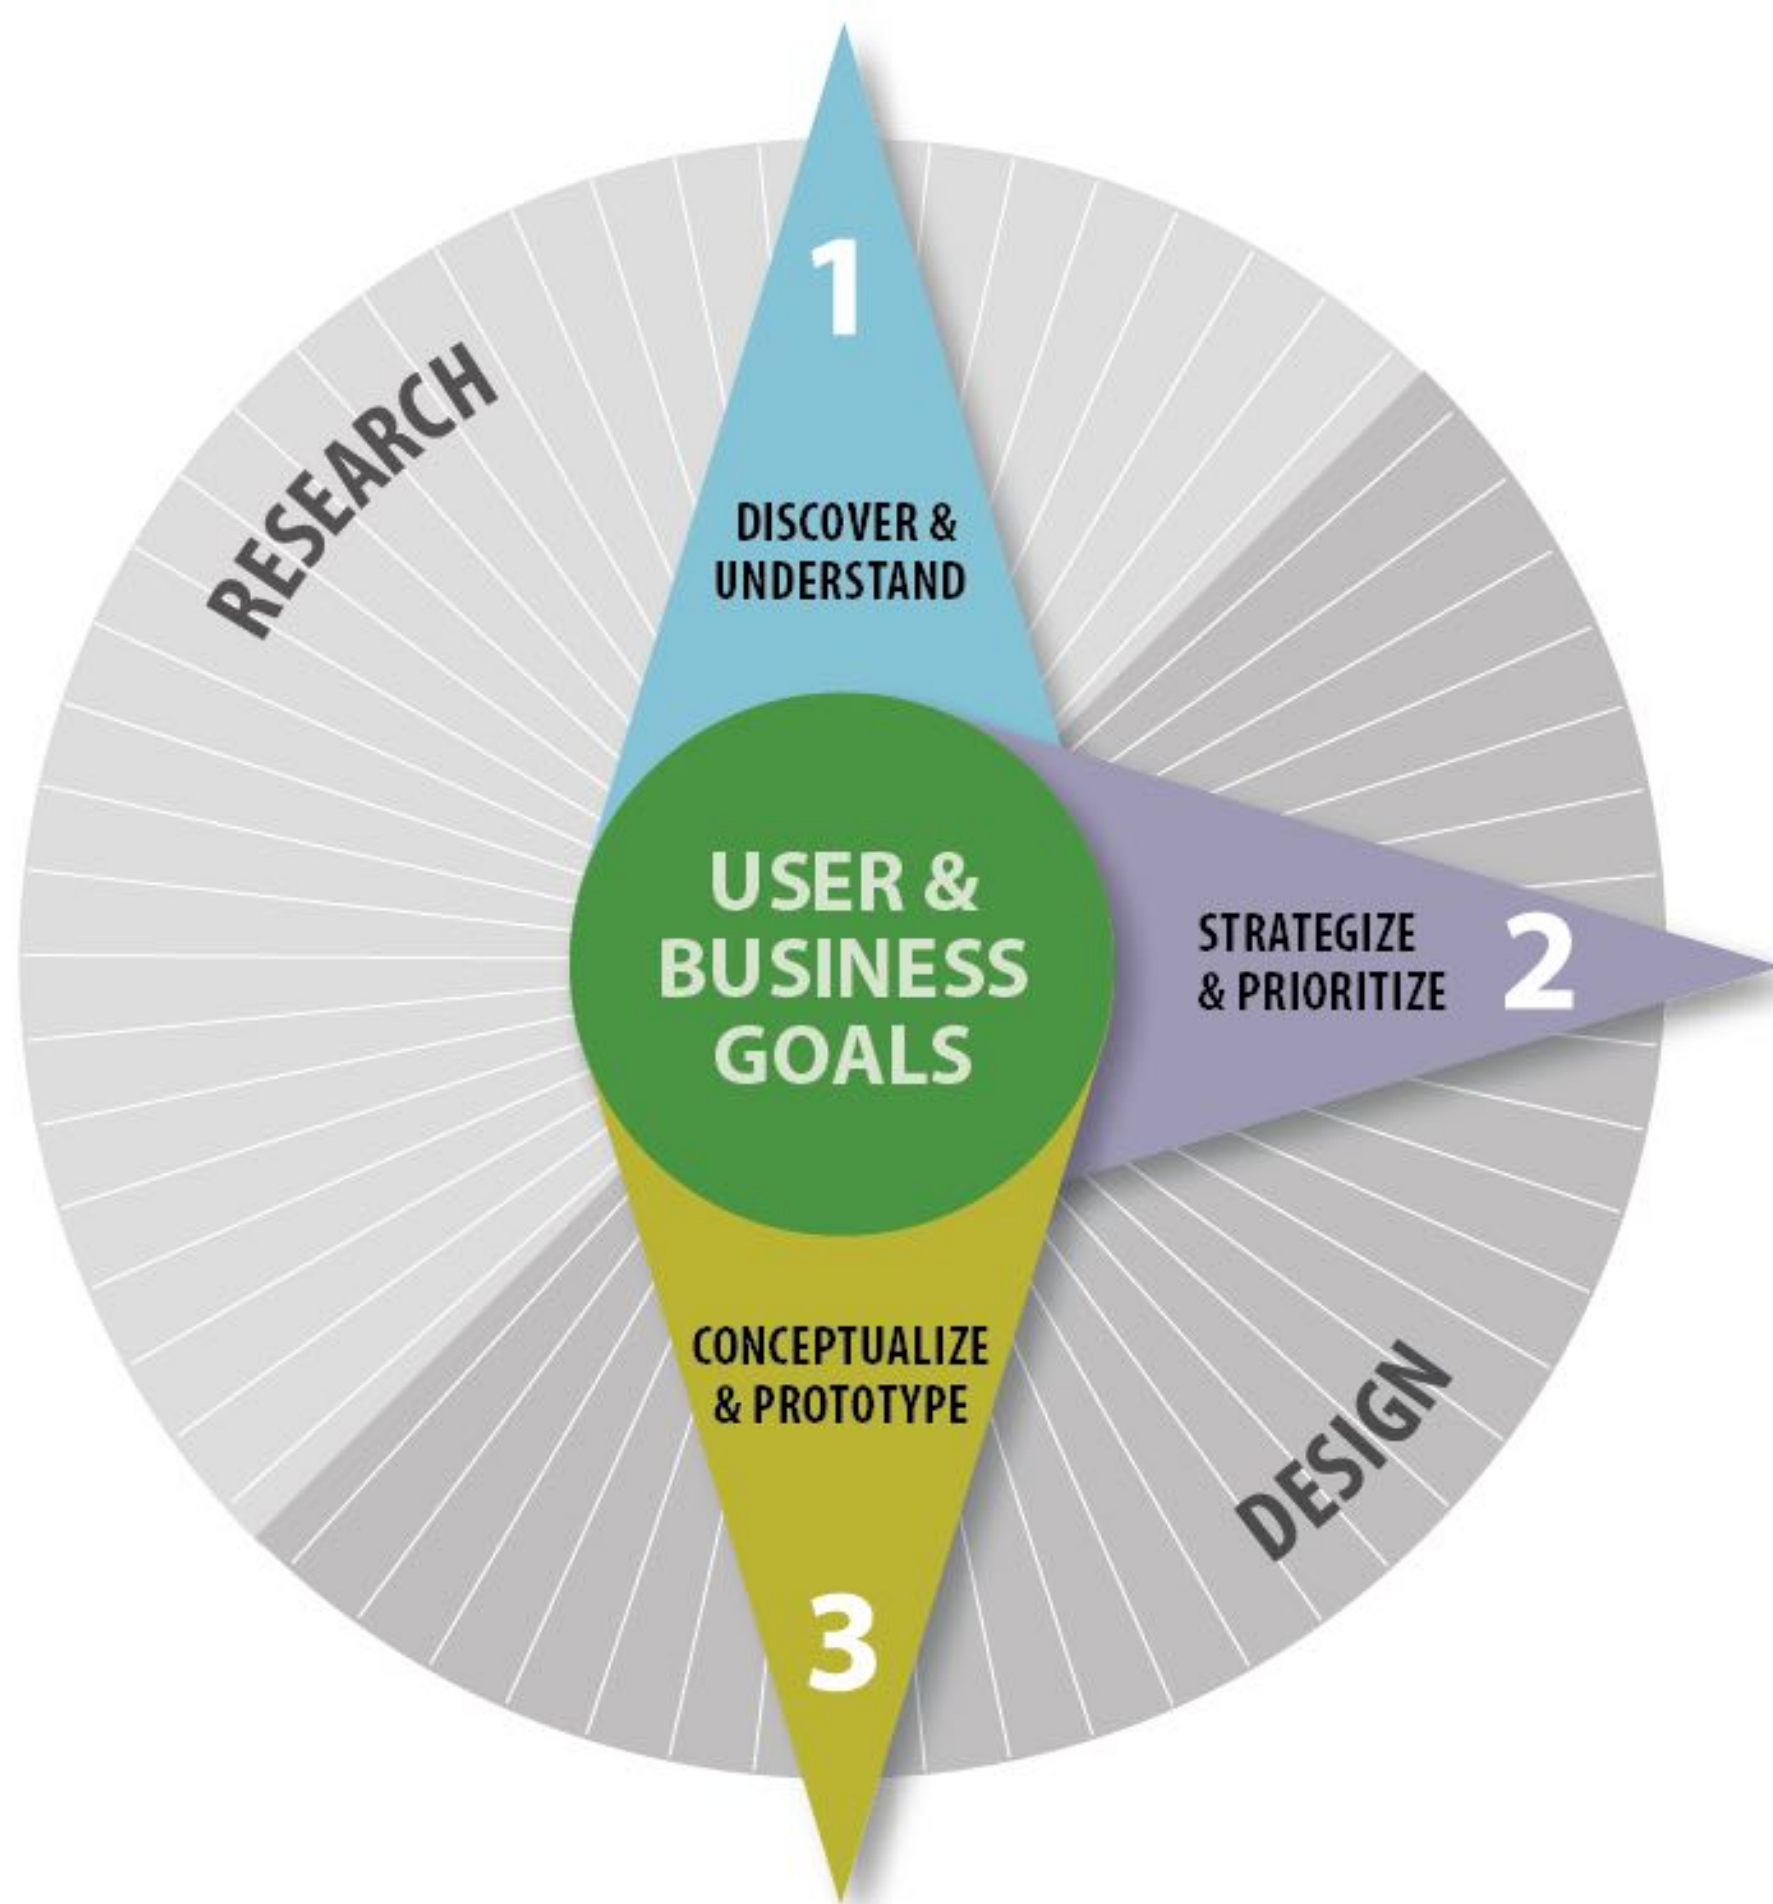 1
RESEARCH
DISCOVER &
UNDERSTAND
USER &
BUSINESS
GOALS
STRATEGIZE
& PRIORITIZE
2
CONCEPTUALIZE
& PROTOTYPE
DESIGN
3